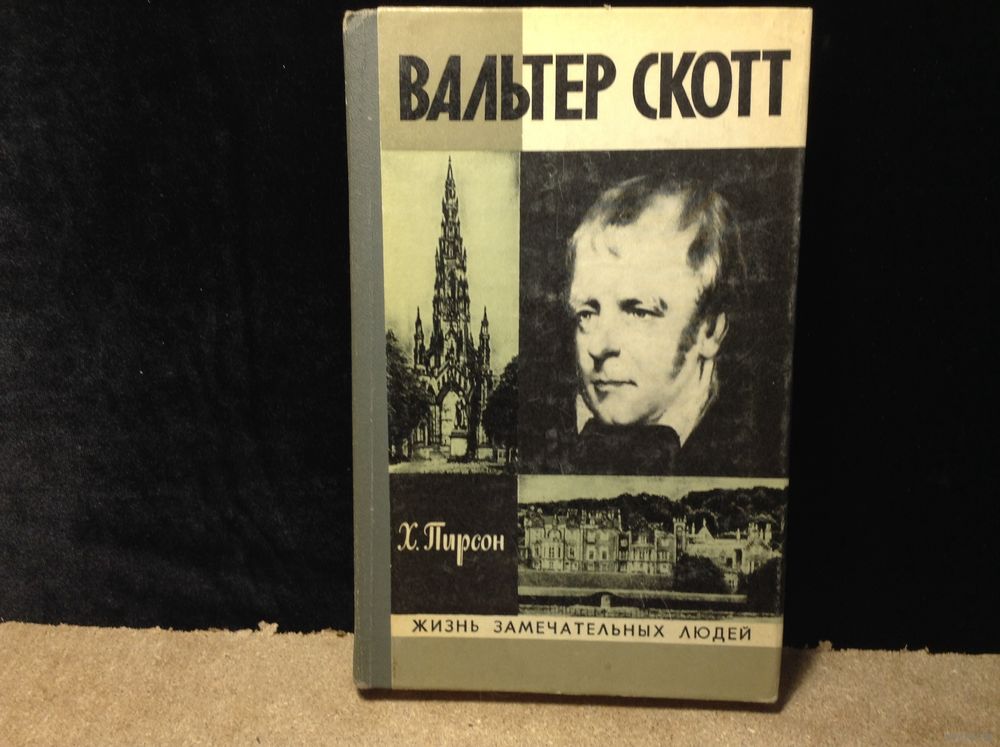 ВАЛЬТЕР СКОТТ
Х. Пирсон
ЖИЗНЬ ЗАМЕЧАТЕЛЬНЫХ ЛЮДЕЙ